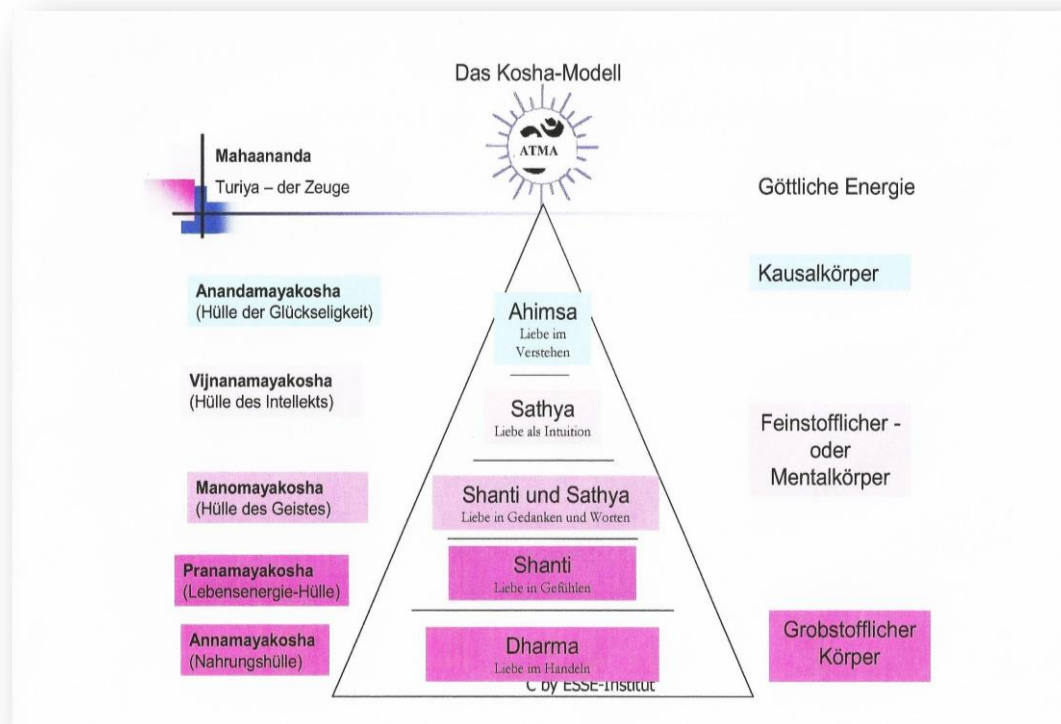 Das Kosha-Modell
ATMA
Mahaananda
Turiya – der Zeuge
Göttliche Energie
Anandamayakosha
(Hülle der Glückseligkeit)
Ahimsa
Liebe im
Verstehen
Kausalkörper
Vijnanamayakosha
(Hülle des Intellekts)
Sathya
Liebe als Intuition
Feinstofflicher -
oder
Mentalkörper
Manomayakosha
(Hülle des Geistes)
Shanti und Sathya
Liebe in Gedanken und Worten
Pranamayakosha
(Lebensenergie-Hülle)
Shanti
Liebe in Gefühlen
Annamayakosha
(Nahrungshülle)
Dharma
Liebe im Handeln
Grobstofflicher
Körper
C by ESSE-Institut